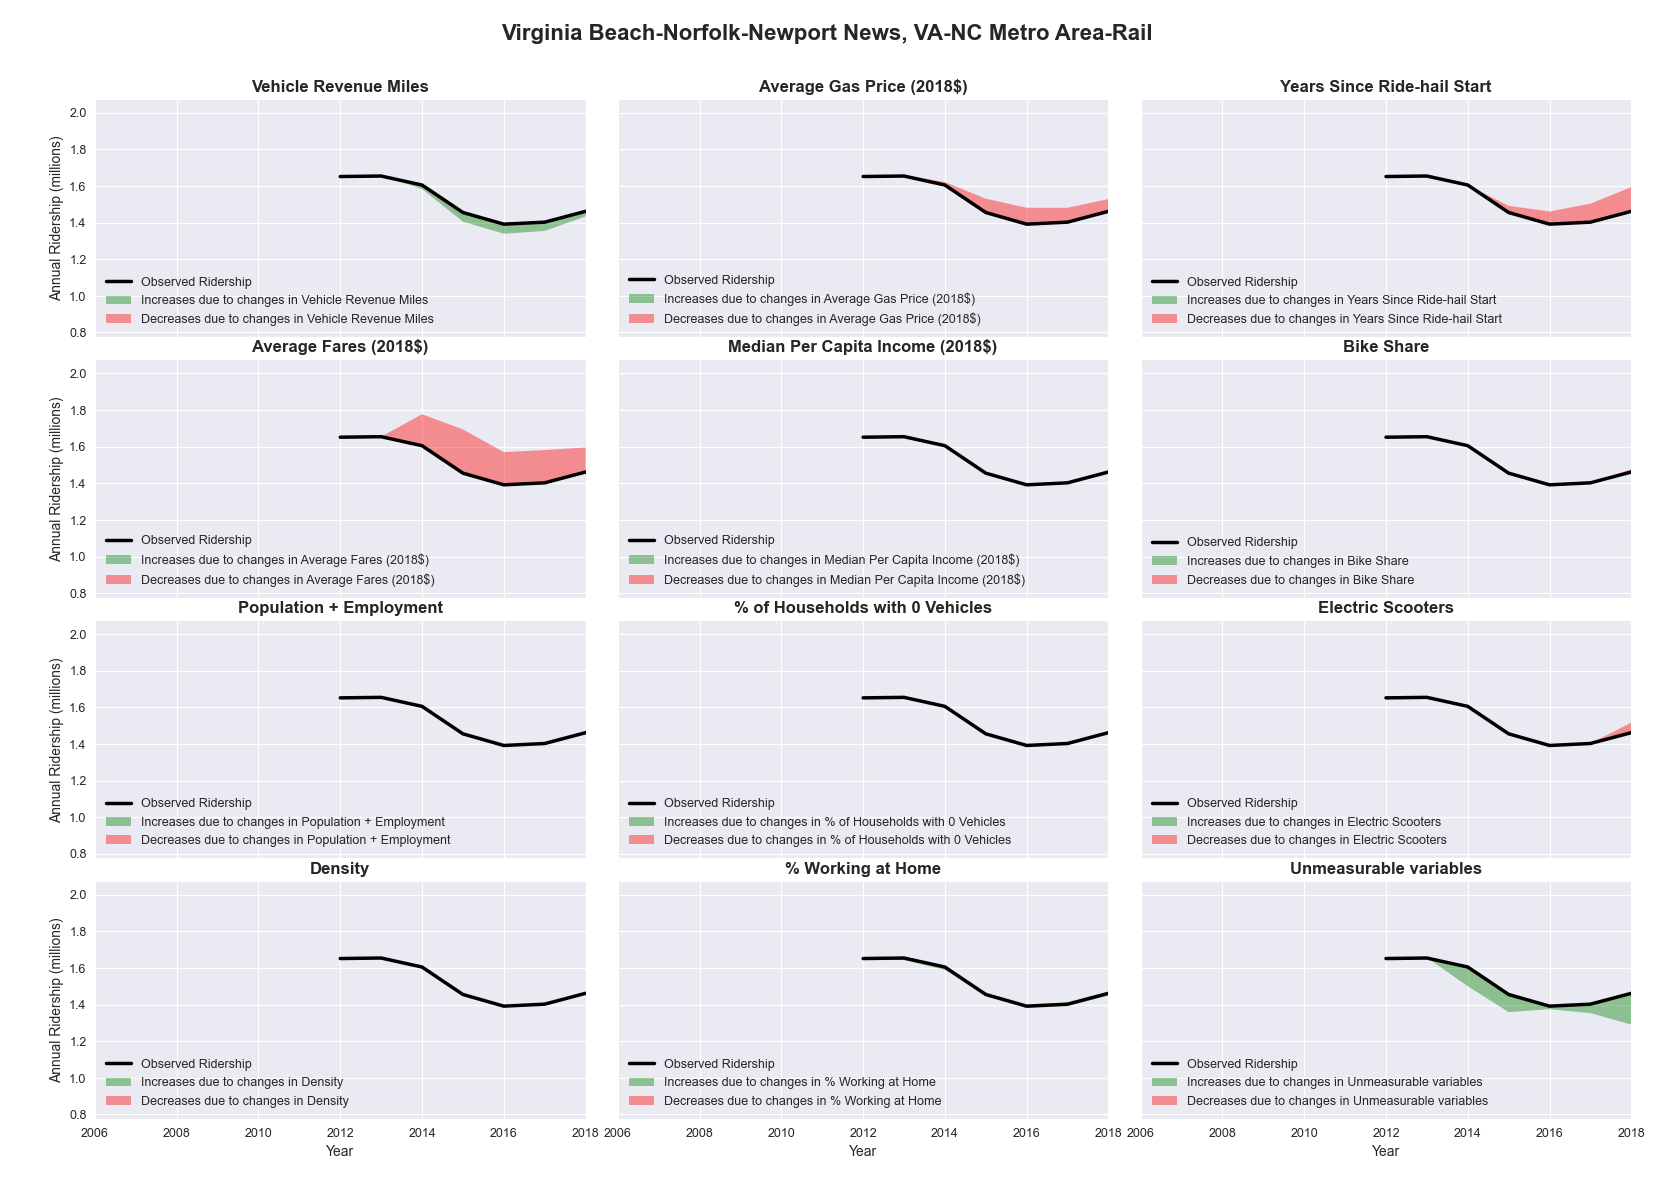 Virginia Beach-Norfolk-Newport News, VA-NC Metro Area-Rail
Vehicle Revenue Miles
Average Gas Price (2018$)
Years Since Ride-hail Start
Annual Ridership (millions)
2.0
1.8
1.6
1.4
1.2
1.0
0.8
Observed Ridership
Increases due to changes in Vehicle Revenue Miles
Decreases due to changes in Vehicle Revenue Miles
Observed Ridership
Increases due to changes in Average Gas Price (2018$)
Decreases due to changes in Average Gas Price (2018$)
Observed Ridership
Increases due to changes in Years Since Ride-hail Start
Decreases due to changes in Years Since Ride-hail Start
Average Fares (2018$)
Median Per Capita Income (2018$)
Bike Share
Annual Ridership (millions)
2.0
1.8
1.6
1.4
1.2
1.0
0.8
Observed Ridership
Increases due to changes in Average Fares (2018$)
Decreases due to changes in Average Fares (2018$)
Observed Ridership
Increases due to changes in Median Per Capita Income (2018$)
Decreases due to changes in Median Per Capita Income (2018$)
Observed Ridership
Increases due to changes in Bike Share
Decreases due to changes in Bike Share
Population + Employment
% of Households with 0 Vehicles
Electric Scooters
Annual Ridership (millions)
2.0
1.8
1.6
1.4
1.2
1.0
0.8
Observed Ridership
Increases due to changes in Population + Employment
Decreases due to changes in Population + Employment
Observed Ridership
Increases due to changes in % of Households with 0 Vehicles
Decreases due to changes in % of Households with 0 Vehicles
Observed Ridership
Increases due to changes in Electric Scooters
Decreases due to changes in Electric Scooters
Density
% Working at Home
Unmeasurable variables
Annual Ridership (millions)
2.0
1.8
1.6
1.4
1.2
1.0
0.8
Observed Ridership
Increases due to changes in Density
Decreases due to changes in Density
Observed Ridership
Increases due to changes in % Working at Home
Decreases due to changes in % Working at Home
Observed Ridership
Increases due to changes in Unmeasurable variables
Decreases due to changes in Unmeasurable variables
2006 2008 2010 2012 2014 2016 2018
2006 2008 2010 2012 2014 2016 2018
2006 2008 2010 2012 2014 2016 2018
Year
Year
Year